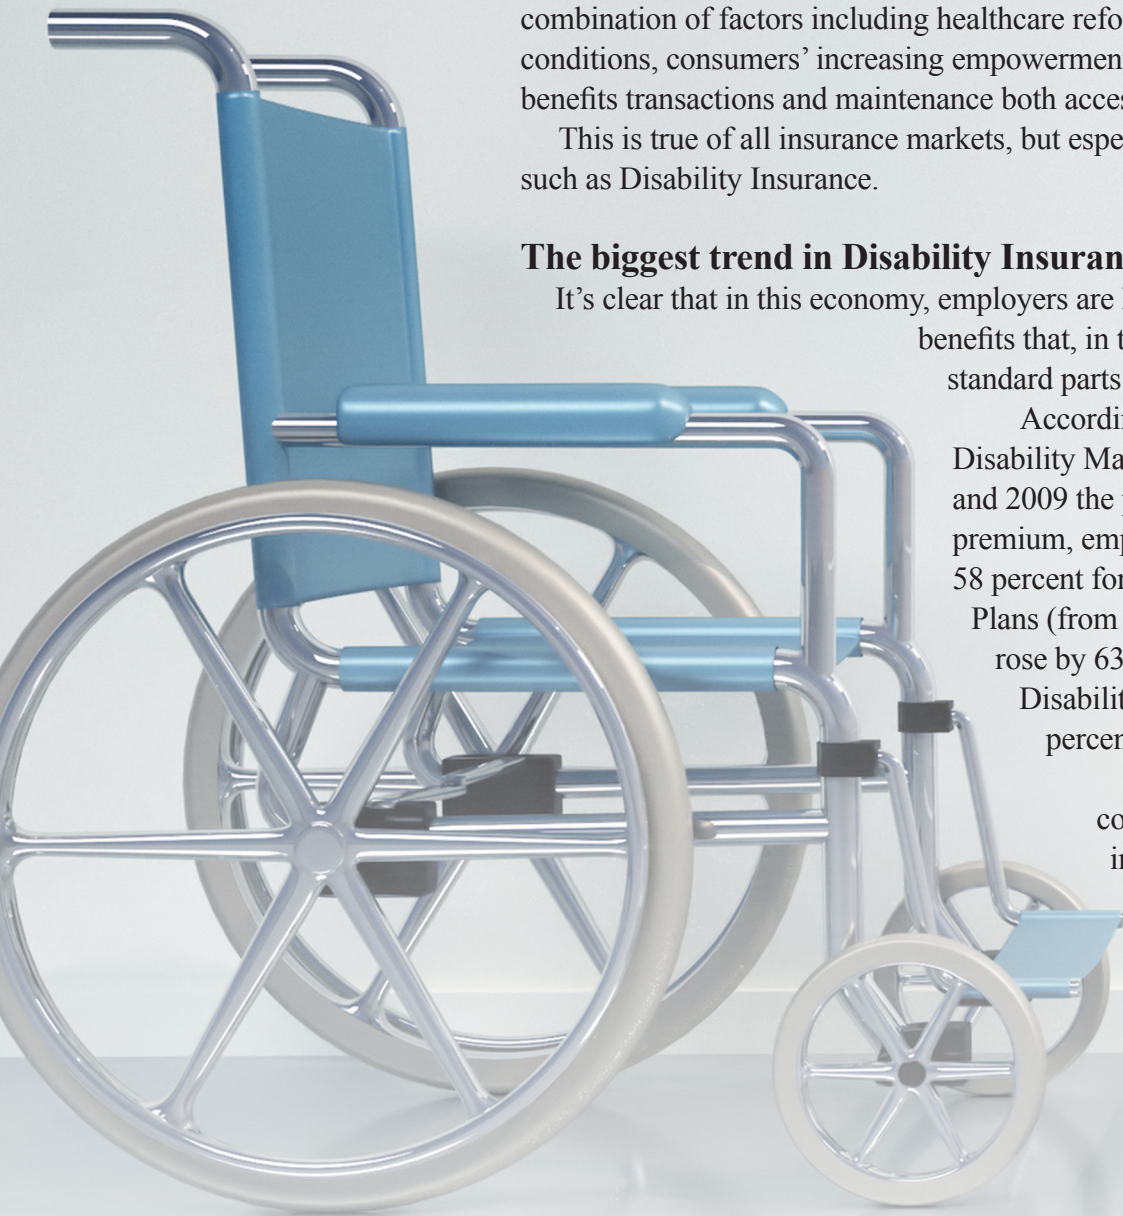 combination of factors including healthcare refo
conditions, consumers’ increasing empowermen
benefits transactions and maintenance both acces
This is true of all insurance markets, but espe
such as Disability Insurance.
The biggest trend in Disability Insuran
It’s clear that in this economy, employers are
benefits that, in t
standard parts
Accordin
Disability Ma
and 2009 the
premium, emp
58 percent for
Plans (from
rose by 63
Disability
percen
co
in